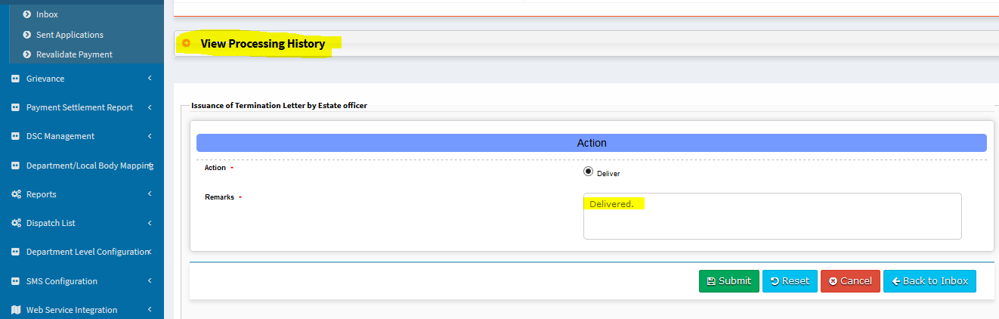 Inbox
Sent Applications
Revalidate Payment
Grievance
Payment Settlement Report
DSC Management
Department/Local Body Mapping
Reports
Dispatch List
Department Level Configuration
SMS Configuration
Web Service Integration
View Processing History
Issuance of Termination Letter by Estate officer
Action
Action *
Deliver
Remarks *
Delivered.
Submit Reset Cancel Back to Inbox